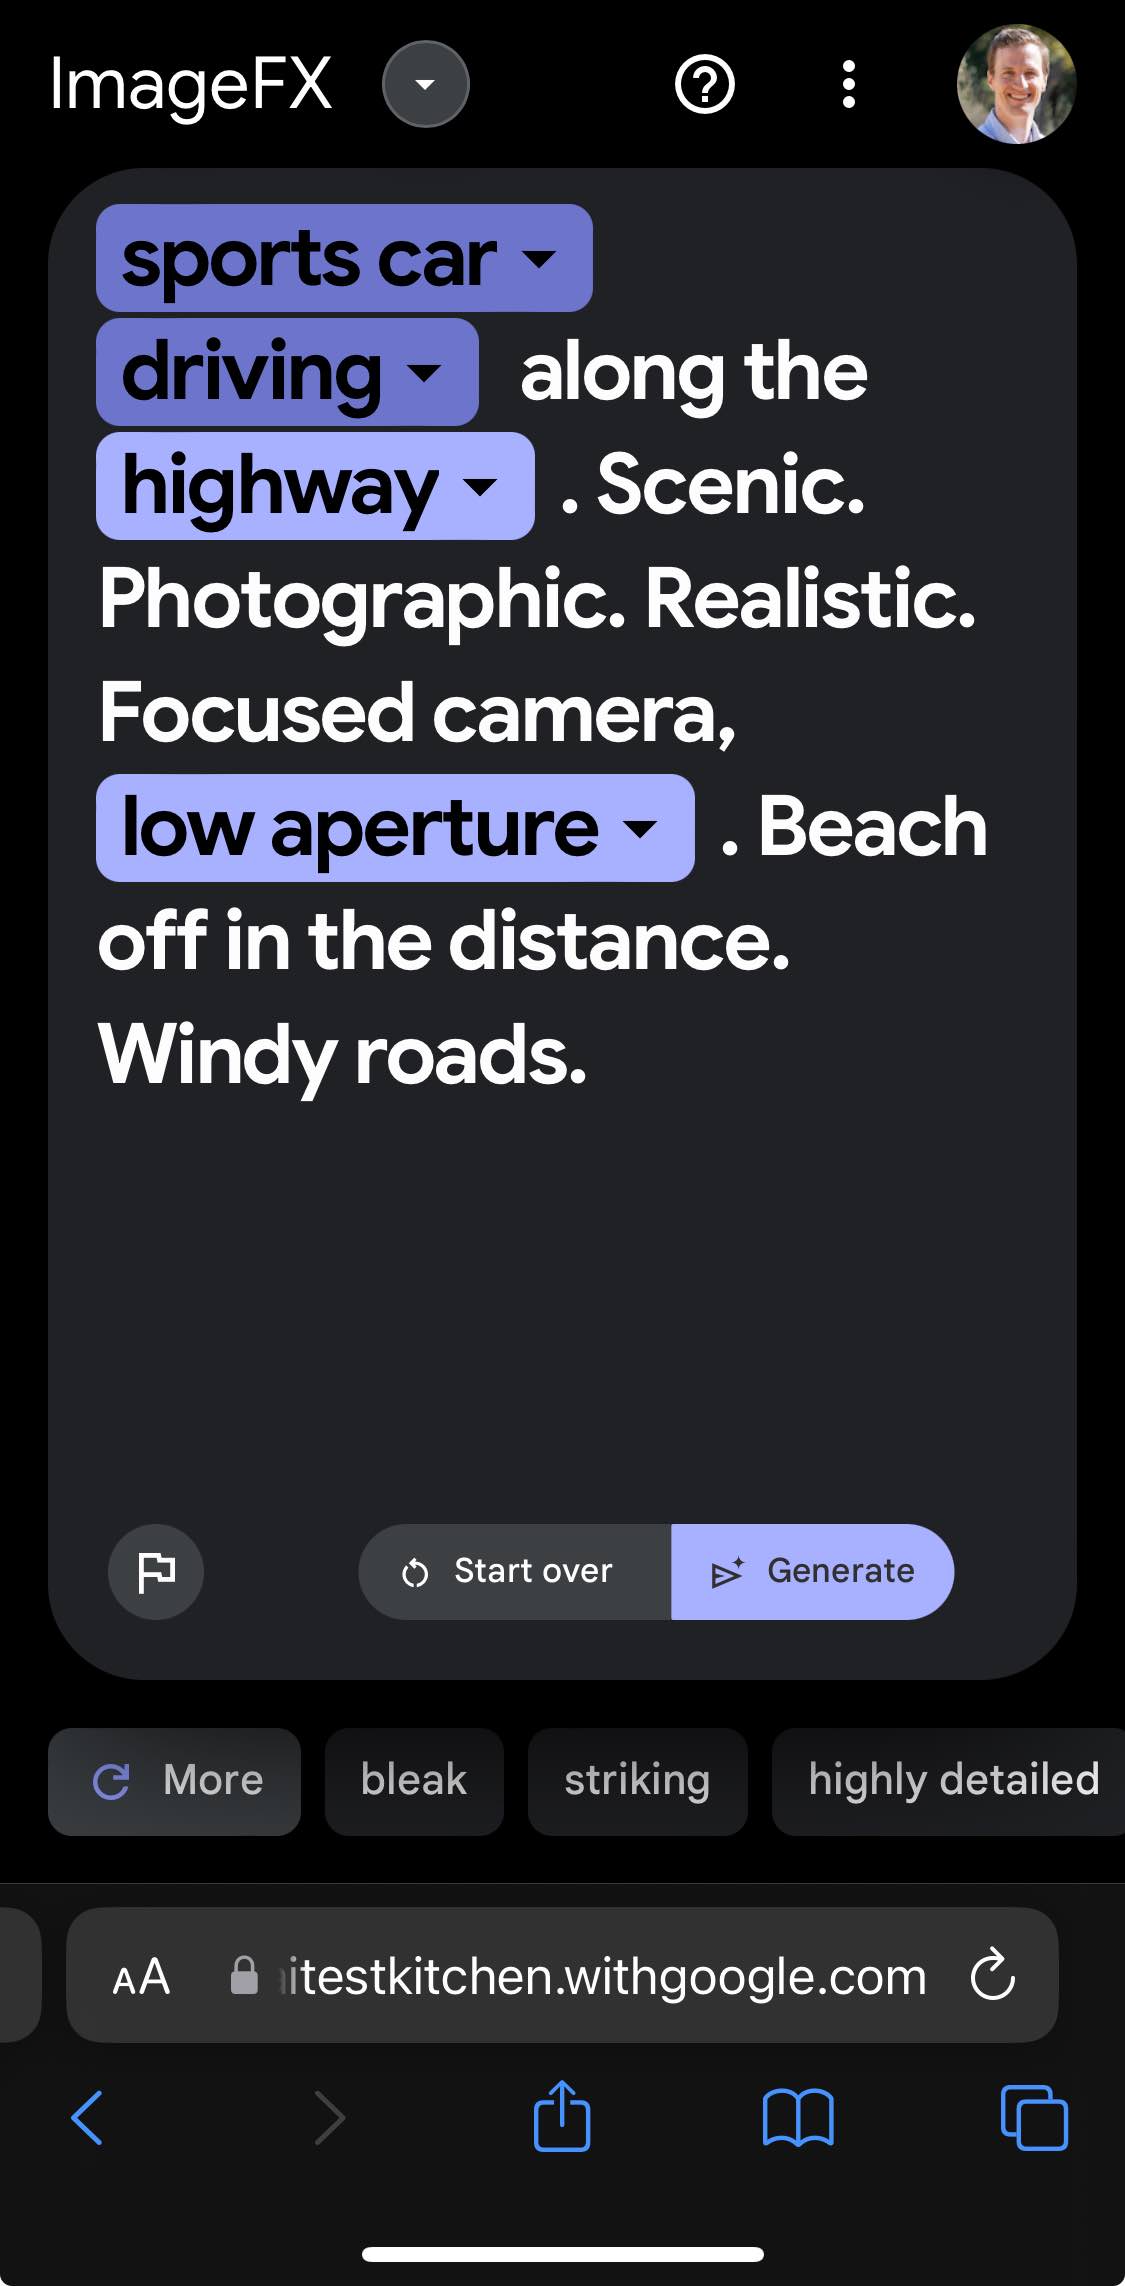 ImageFX
sports car
driving along the
highway . Scenic.
Photographic. Realistic.
Focused camera,
low aperture . Beach
off in the distance.
Windy roads.
Start over Generate
More bleak striking highly detailed
AA itestkitchen.withgoogle.com